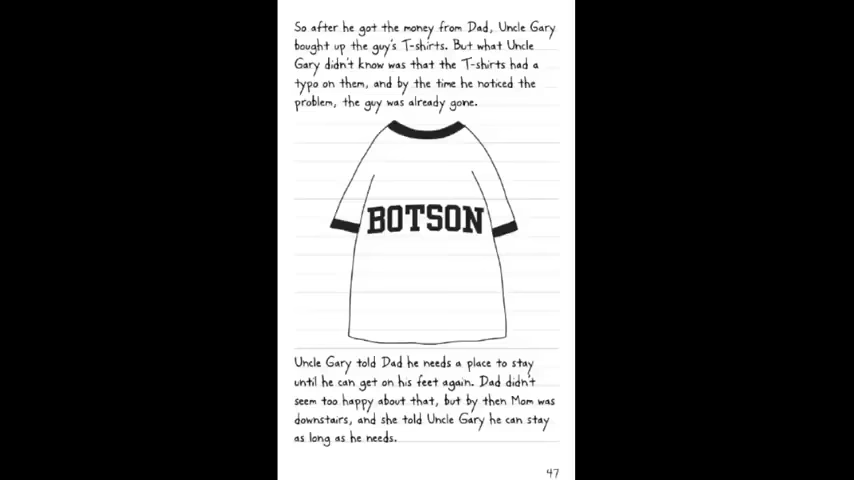 So after he got the money from Dad, Uncle Gary
bought up the guy's T-shirts. But what Uncle
Gary didn't know was that the T-shirts had a
typo on them, and by the time he noticed the
problem, the guy was already gone.
BOTSON
Uncle Gary told Dad he needs a place to stay
until he can get on his feet again. Dad didn't
seem too happy about that, but by then Mom was
downstairs, and she told Uncle Gary he can stay
as long as he needs.
47